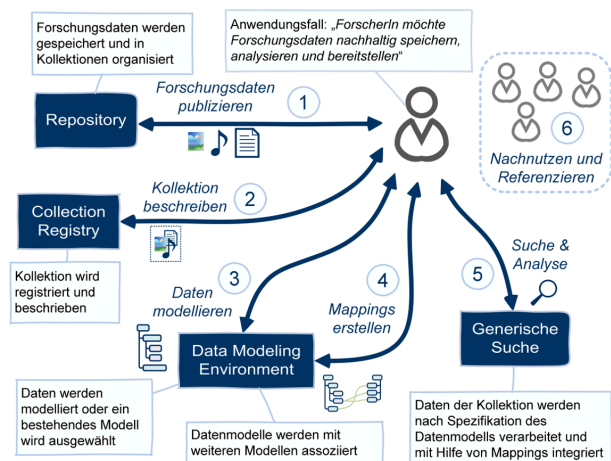 Forschungsdaten werden
gespeichert und in
Kollektionen organisiert
Anwendungsfall: „ForscherIn möchte
Forschungsdaten nachhaltig speichern,
analysieren und bereitstellen“
Forschungsdaten
publizieren
1
Repository
6
Nachnutzen und
Referenzieren
Kollektion
beschreiben
2
Collection
Registry
Kollektion wird
registriert und
beschrieben
3
Daten
modellieren
4
Mappings
erstellen
Suche &
Analyse
5
Data Modeling
Environment
Generische
Suche
Daten werden
modelliert oder ein
bestehendes Modell
wird ausgewählt
Datenmodelle werden mit
weiteren Modellen assoziiert
Daten der Kollektion werden
nach Spezifikation des
Datenmodells verarbeitet und
mit Hilfe von Mappings integriert